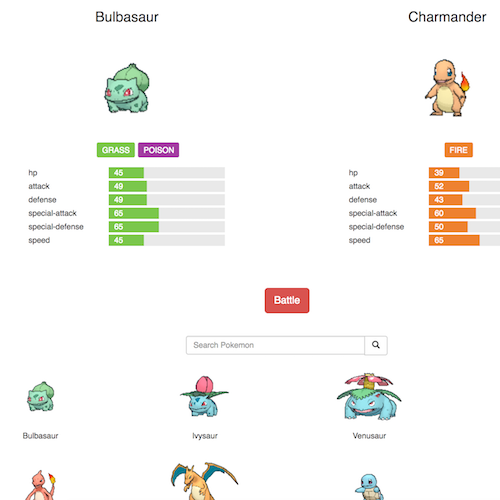 Bulbasaur
Charmander
GRASS POISON
FIRE
hp 45
attack 49
defense 49
special-attack 65
special-defense 65
speed 45
hp 39
attack 52
defense 43
special-attack 60
special-defense 50
speed 65
Battle
Search Pokemon
Bulbasaur
Ivysaur
Venusaur